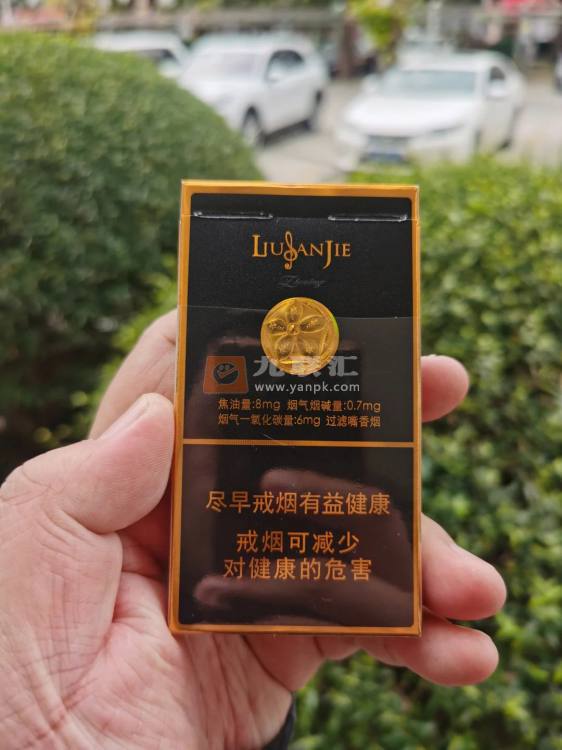 LIUSANJIE
九家汇
www.yanpk.com
焦油量:8mg 烟气烟碱量:0.7mg
烟气一氧化碳量:6mg 过滤嘴香烟
尽早戒烟有益健康
戒烟可减少
对健康的危害